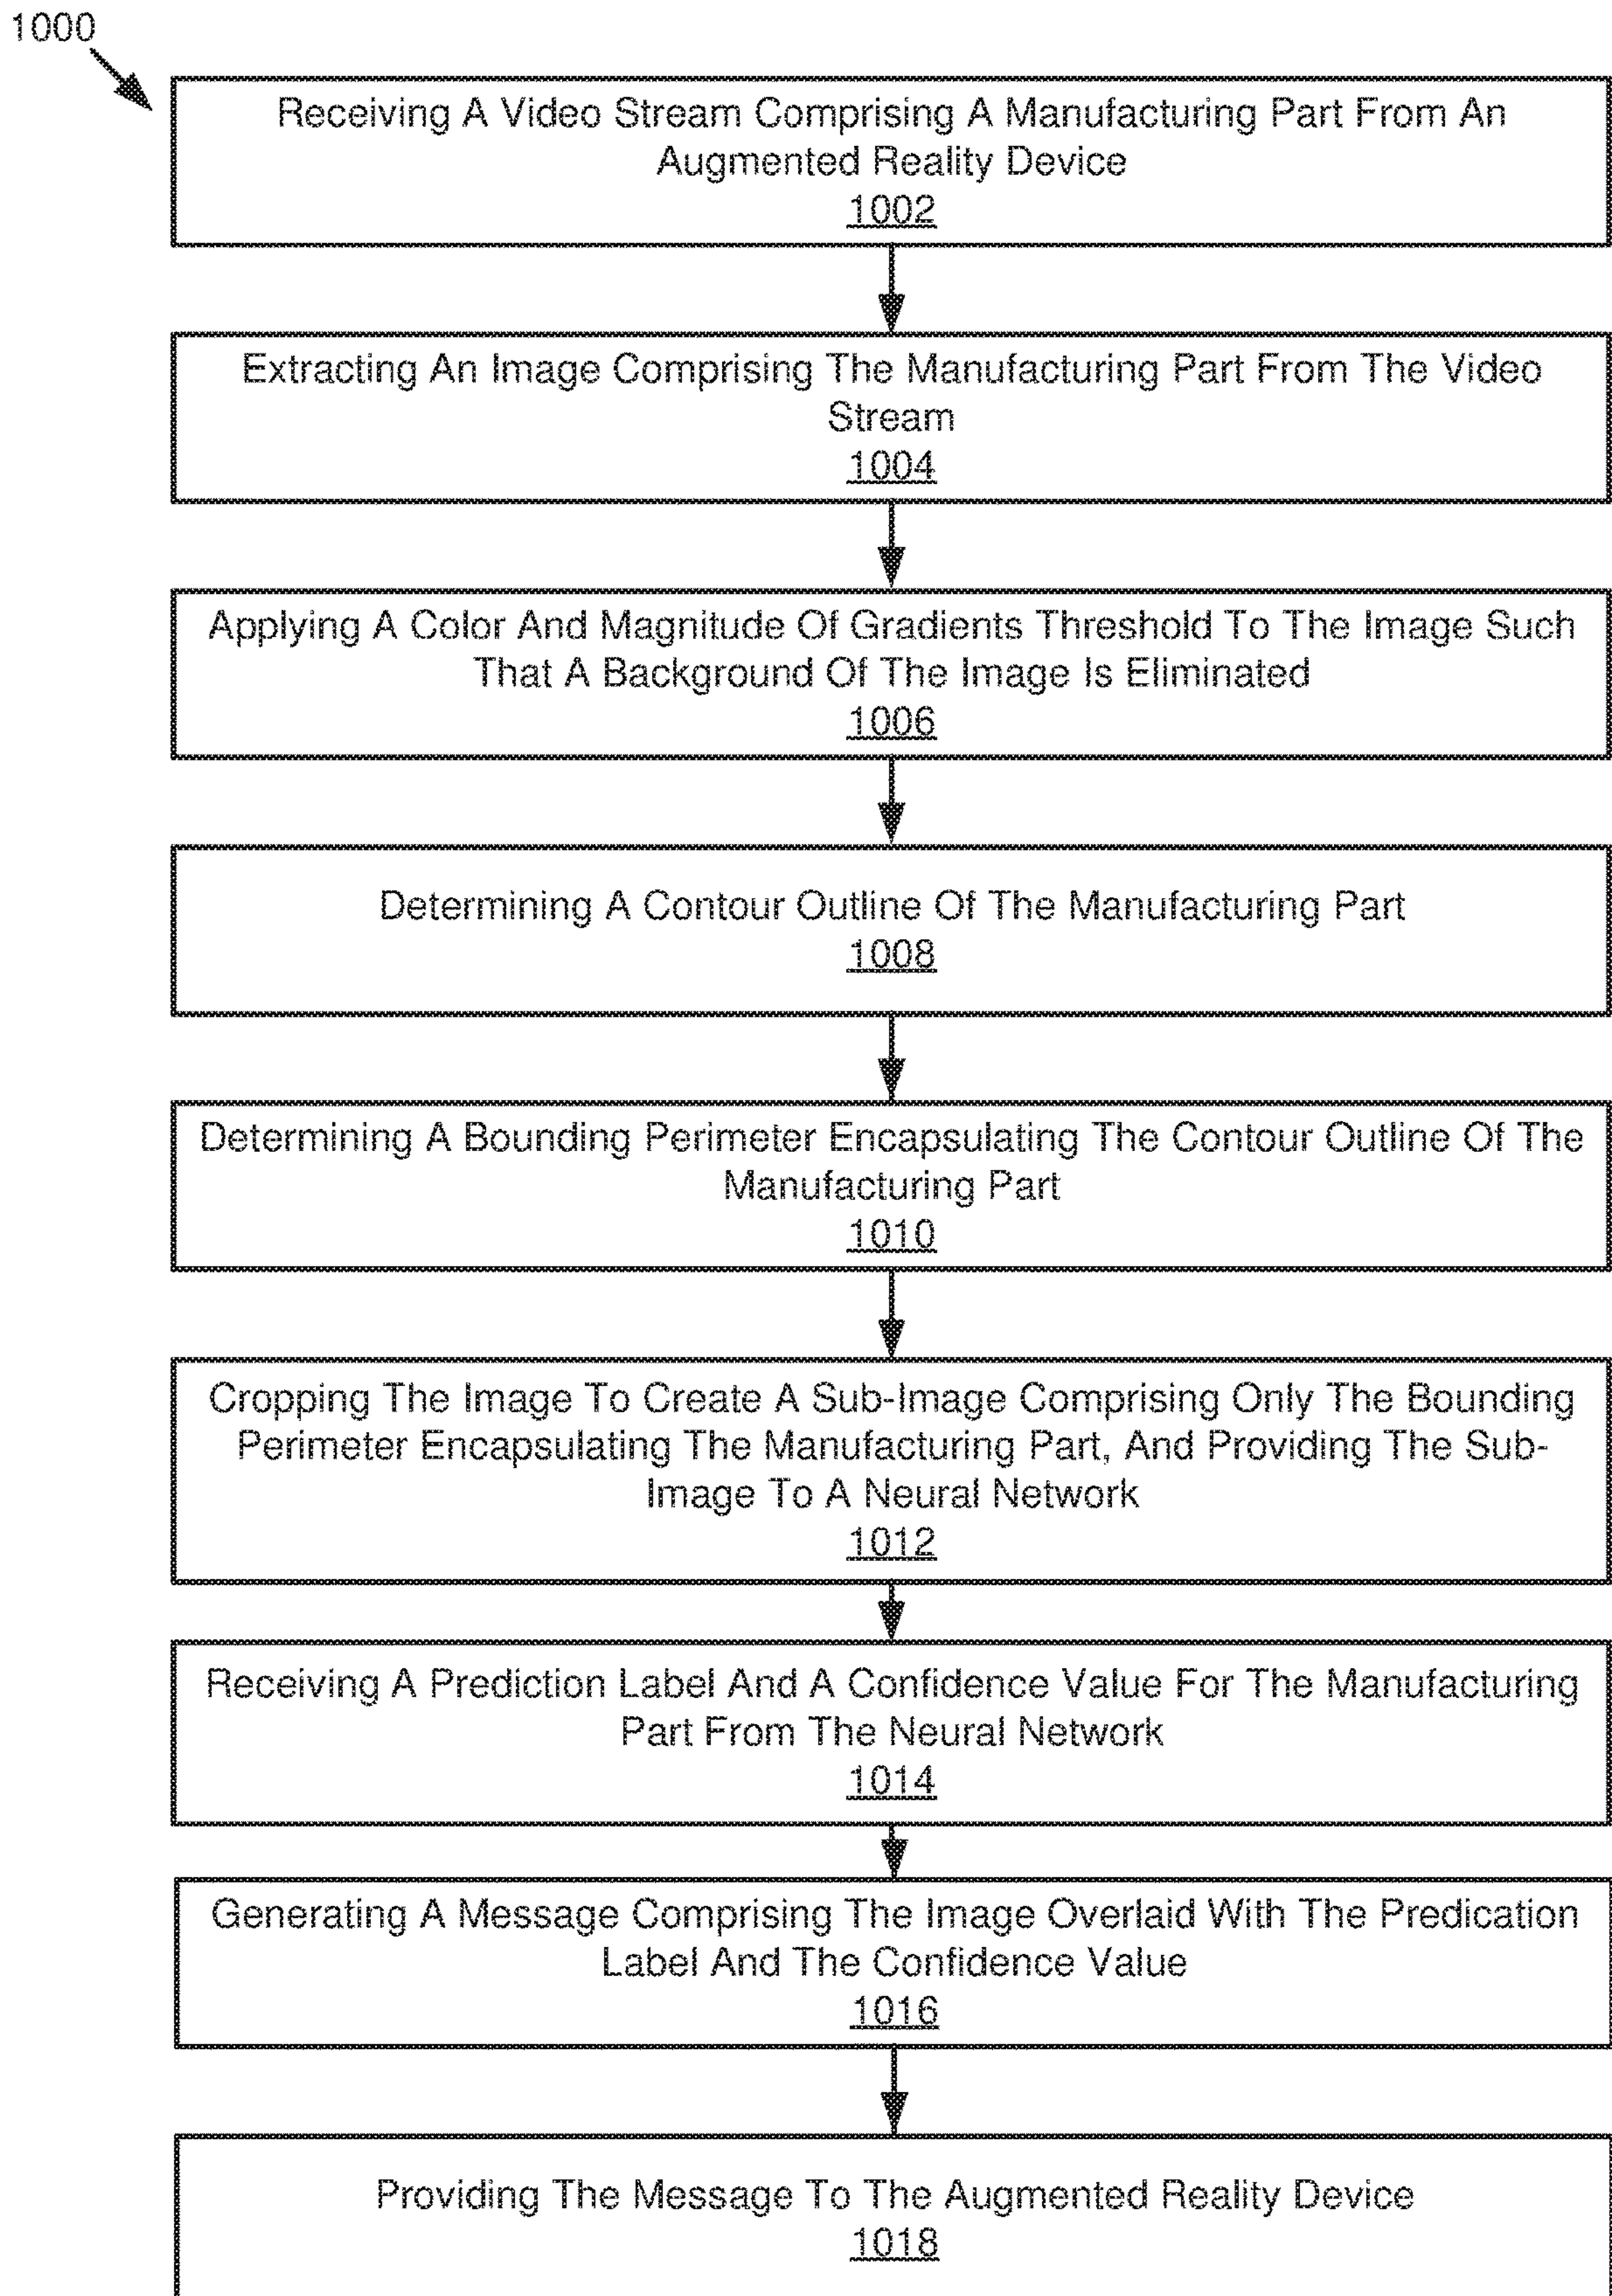 1000
Receiving A Video Stream Comprising A Manufacturing Part From An
Augmented Reality Device
1002
Extracting An Image Comprising The Manufacturing Part From The Video
Stream
1004
Applying A Color And Magnitude Of Gradients Threshold To The Image Such
That A Background Of The Image Is Eliminated
1006
Determining A Contour Outline Of The Manufacturing Part
1008
Determining A Bounding Perimeter Encapsulating The Contour Outline Of The
Manufacturing Part
1010
Cropping The Image To Create A Sub-Image Comprising Only The Bounding
Perimeter Encapsulating The Manufacturing Part, And Providing The Sub-
Image To A Neural Network
1012
Receiving A Prediction Label And A Confidence Value For The Manufacturing
Part From The Neural Network
1014
Generating A Message Comprising The Image Overlaid With The Predication
Label And The Confidence Value
1016
Providing The Message To The Augmented Reality Device
1018